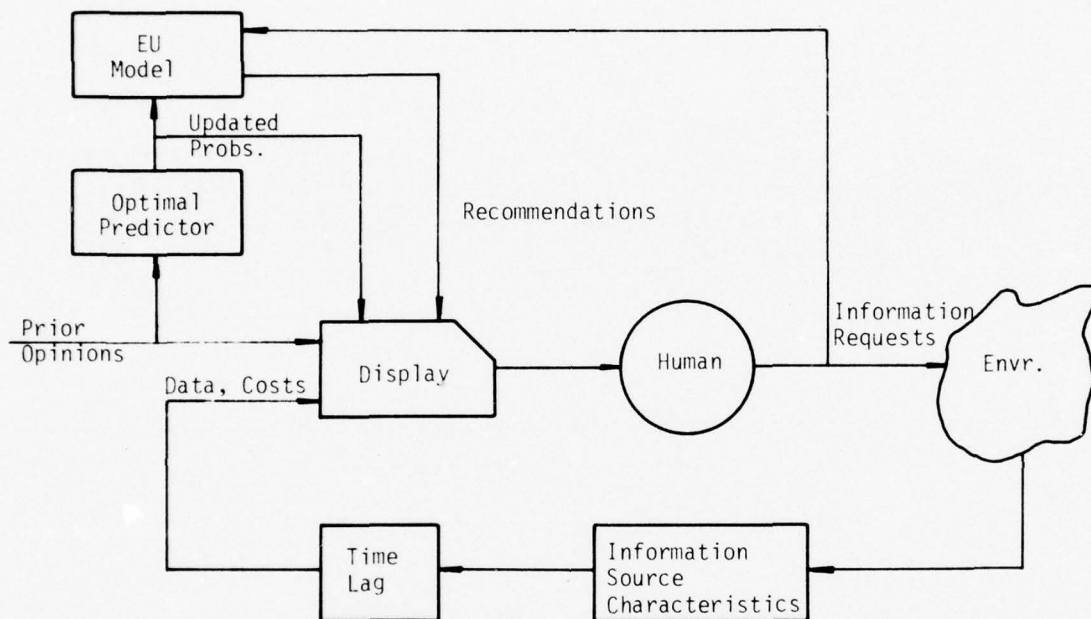 EU
Model
Updated
Probs.
Optimal
Predictor
Recommendations
Prior
Opinions
Data, Costs
Display
Human
Information
Requests
Envr.
Time
Lag
Information
Source
Characteristics